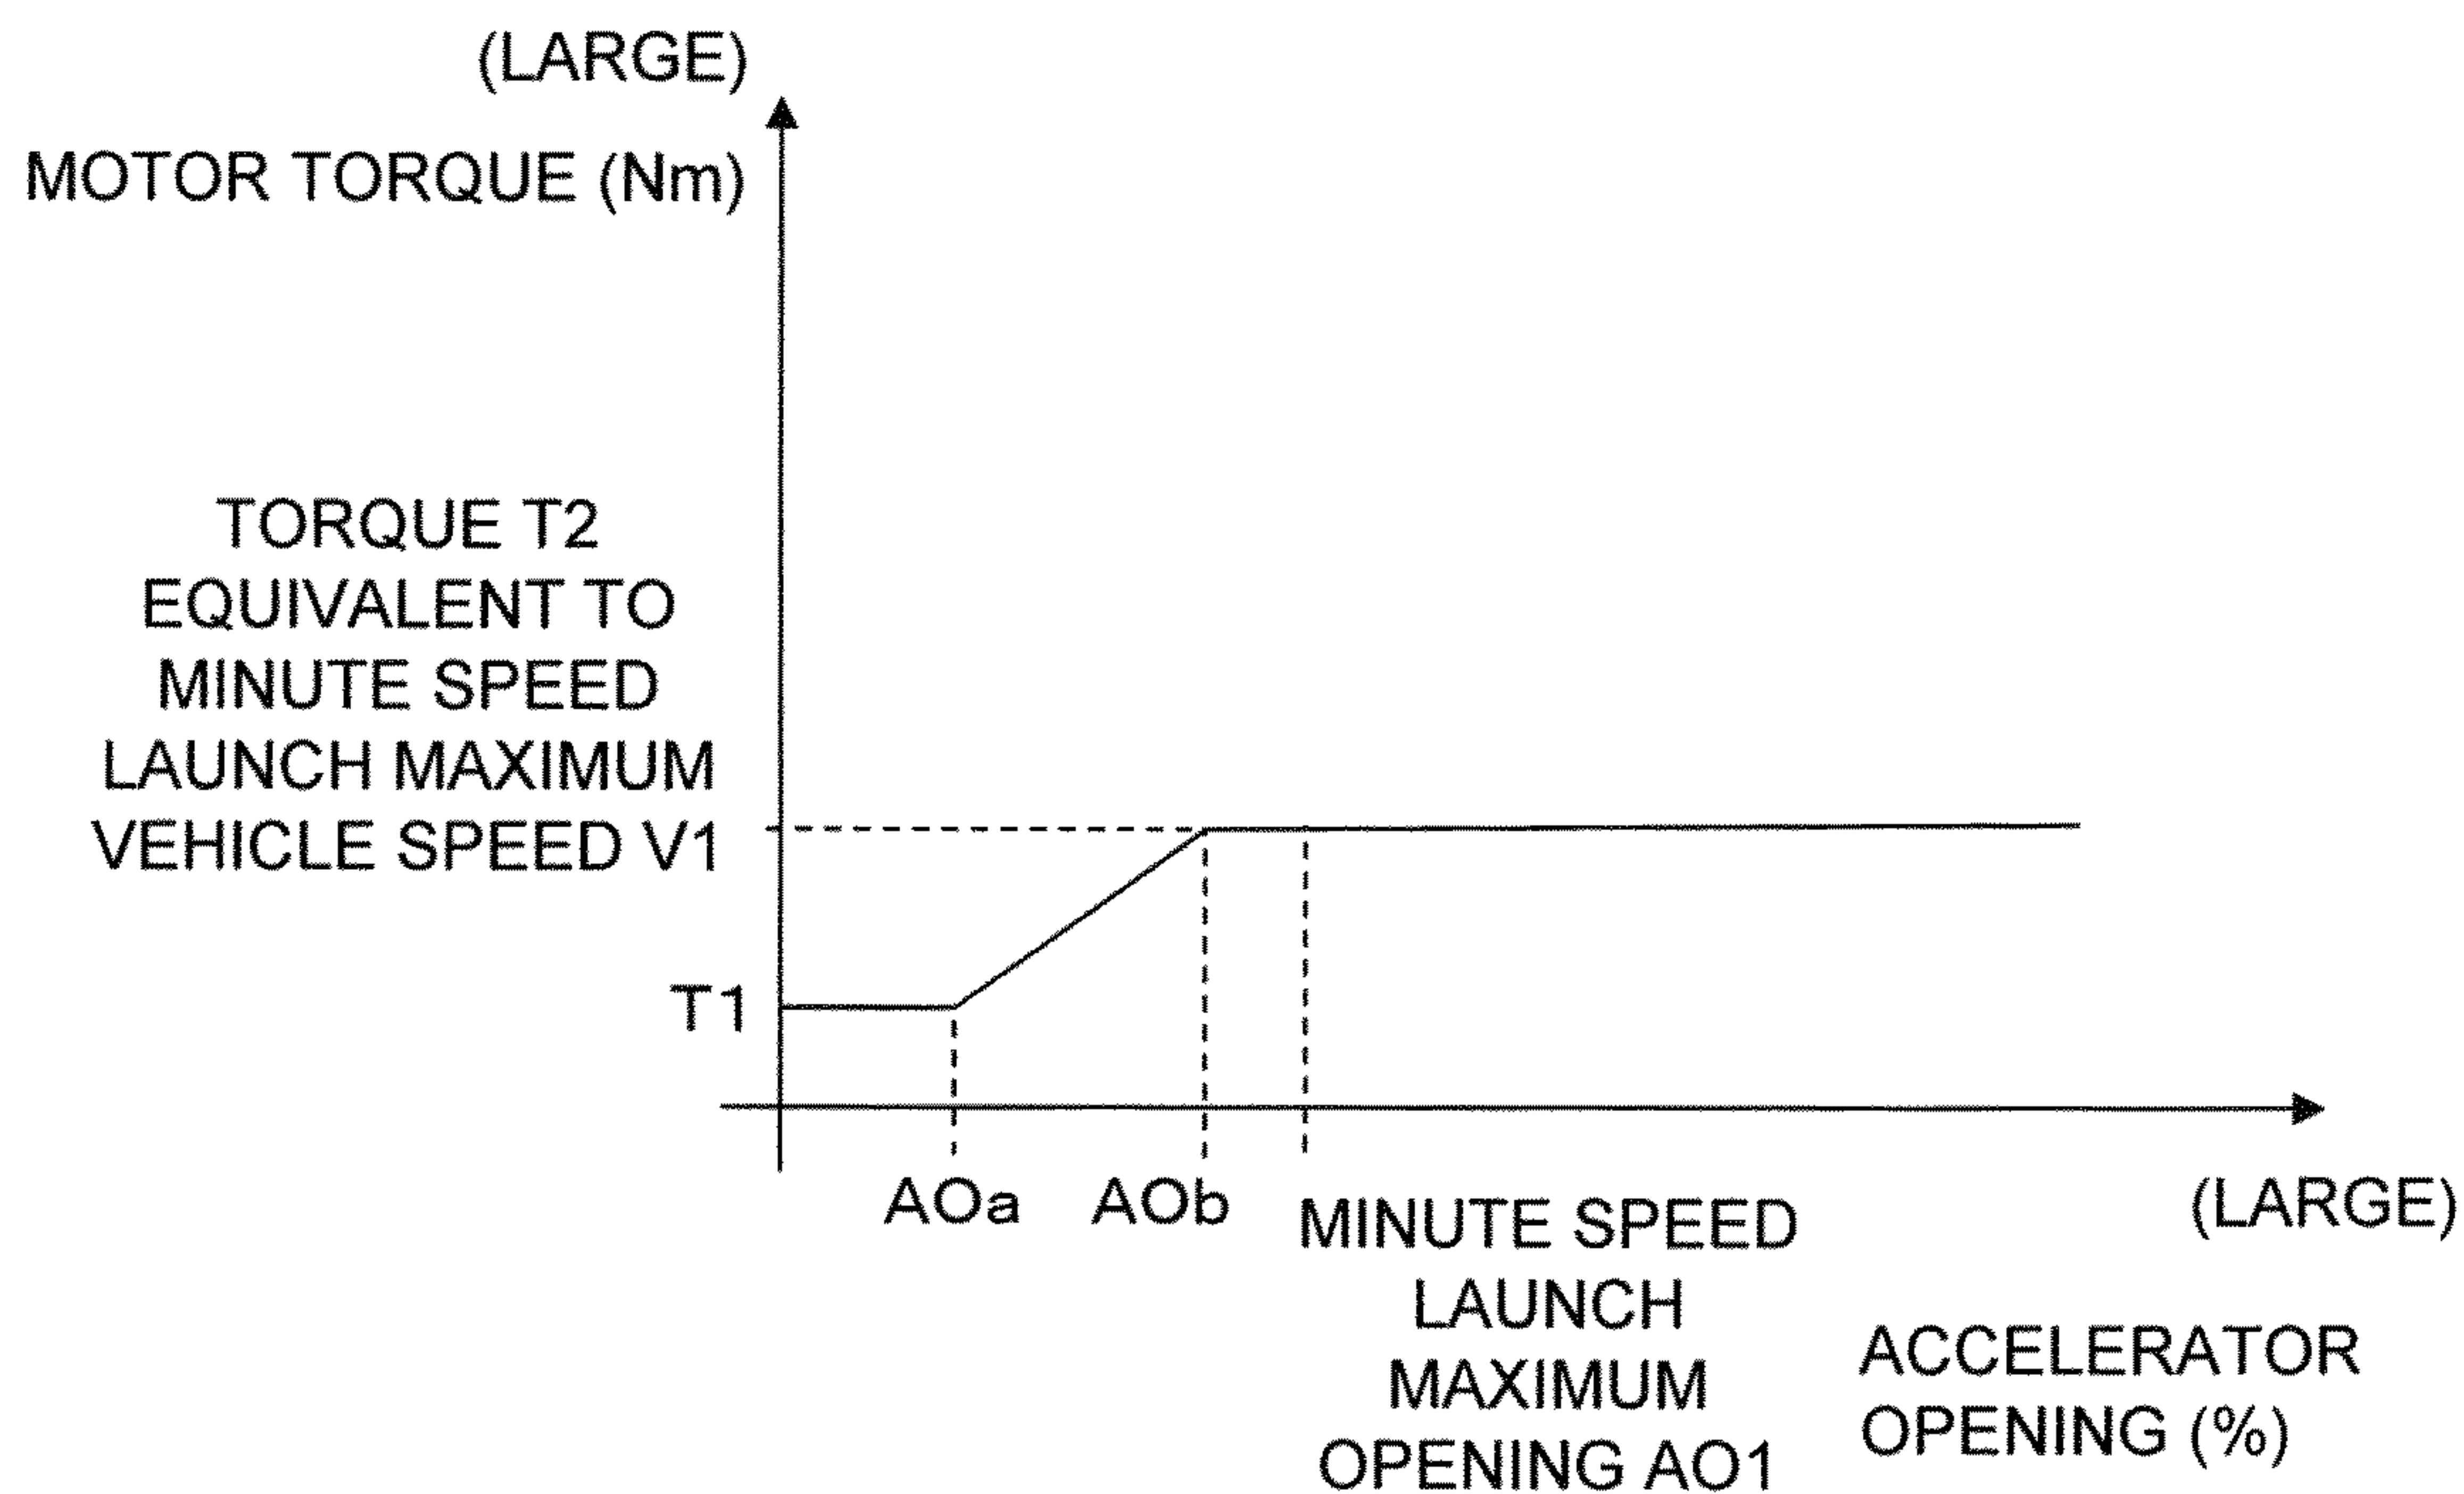 (LARGE)
MOTOR TORQUE (Nm)
TORQUE T2
EQUIVALENT TO
MINUTE SPEED
LAUNCH MAXIMUM
VEHICLE SPEED V1
T1
AOa
AOb
MINUTE SPEED
LAUNCH
MAXIMUM
OPENING AO1
(LARGE)
ACCELERATOR
OPENING (%)